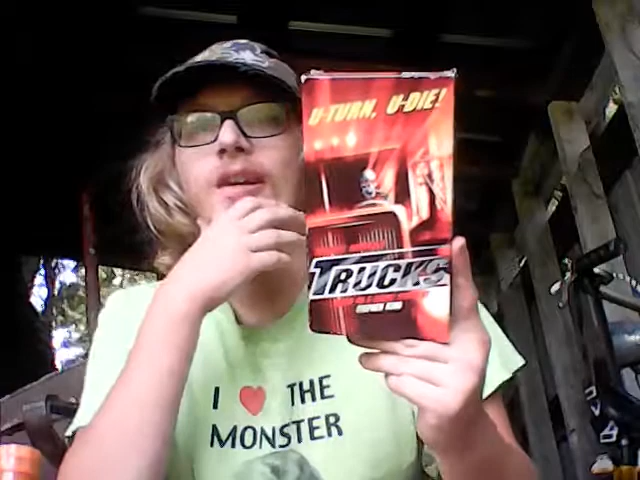 U-TURN, U-DIE!
TRUCKS
I ❤ THE
MONSTER